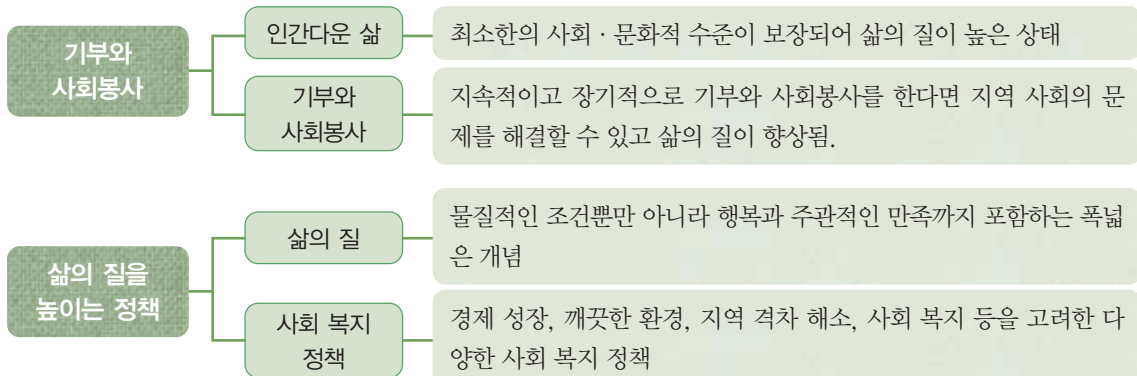 기부와
사회봉사
인간다운 삶
최소한의 사회 · 문화적 수준이 보장되어 삶의 질이 높은 상태
기부와
사회봉사
지속적이고 장기적으로 기부와 사회봉사를 한다면 지역 사회의 문
제를 해결할 수 있고 삶의 질이 향상됨.
삶의 질을
높이는 정책
삶의 질
물질적인 조건뿐만 아니라 행복과 주관적인 만족까지 포함하는 폭넓
은 개념
사회 복지
정책
경제 성장, 깨끗한 환경, 지역 격차 해소, 사회 복지 등을 고려한 다
양한 사회 복지 정책